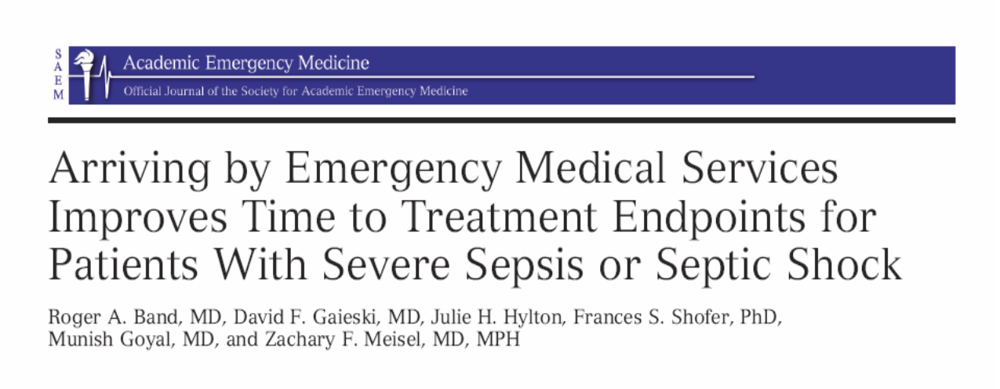 SAEM
Academic Emergency Medicine
Official Journal of the Society for Academic Emergency Medicine
Arriving by Emergency Medical Services
Improves Time to Treatment Endpoints for
Patients With Severe Sepsis or Septic Shock
Roger A. Band, MD, David F. Gaieski, MD, Julie H. Hylton, Frances S. Shofer, PhD,
Munish Goyal, MD, and Zachary F. Meisel, MD, MPH